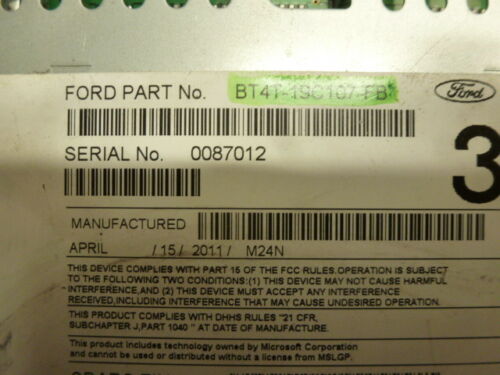 FORD PART No. BT4T-19C107-FB
Ford
SERIAL No. 0087012
3
MANUFACTURED
APRIL /15/ 2011/ M24N
THIS DEVICE COMPLIES WITH PART 15 OF THE FCC RULES.OPERATION IS SUBJECT
TO THE FOLLOWING TWO CONDITIONS:(1) THIS DEVICE MAY NOT CAUSE HARMFUL
INTERFERENCE,AND (2) THIS DEVICE MUST ACCEPT ANY INTERFERENCE
RECEIVED,INCLUDING INTERFERENCE THAT MAY CAUSE UNDESIRED OPERATION.
THIS PRODUCT COMPLIES WITH DHHS RULES "21 CFR,
SUBCHAPTER J,PART 1040 " AT DATE OF MANUFACTURE.
This product includes technology owned by Microsoft Corporation
and cannot be used or distributed without a license from MSLGP.